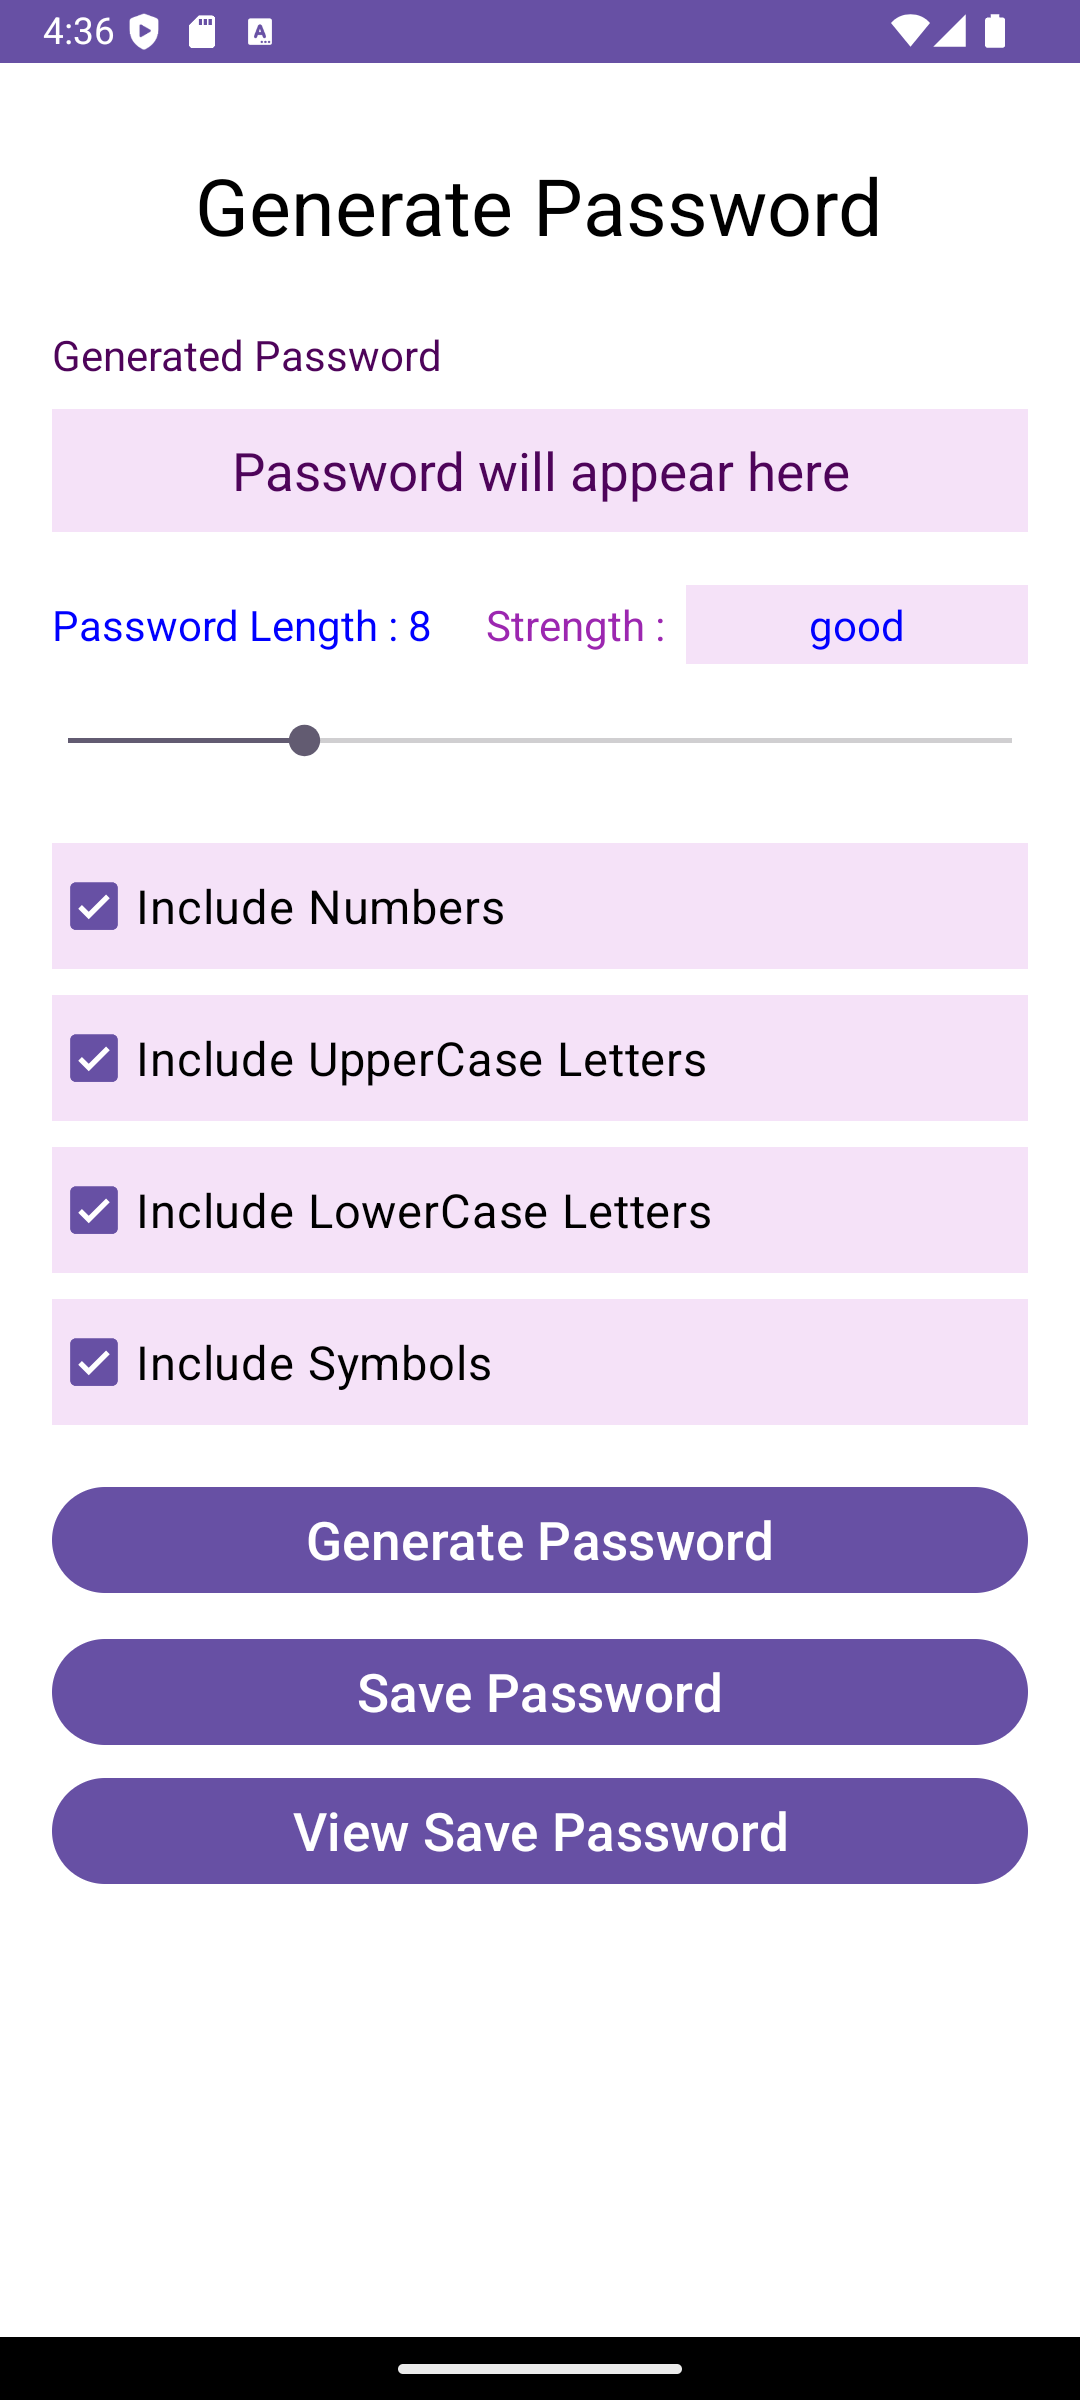 4:36
Generate Password
Generated Password
Password will appear here
Password Length : 8 Strength : good
Include Numbers
Include UpperCase Letters
Include LowerCase Letters
Include Symbols
Generate Password
Save Password
View Save Password